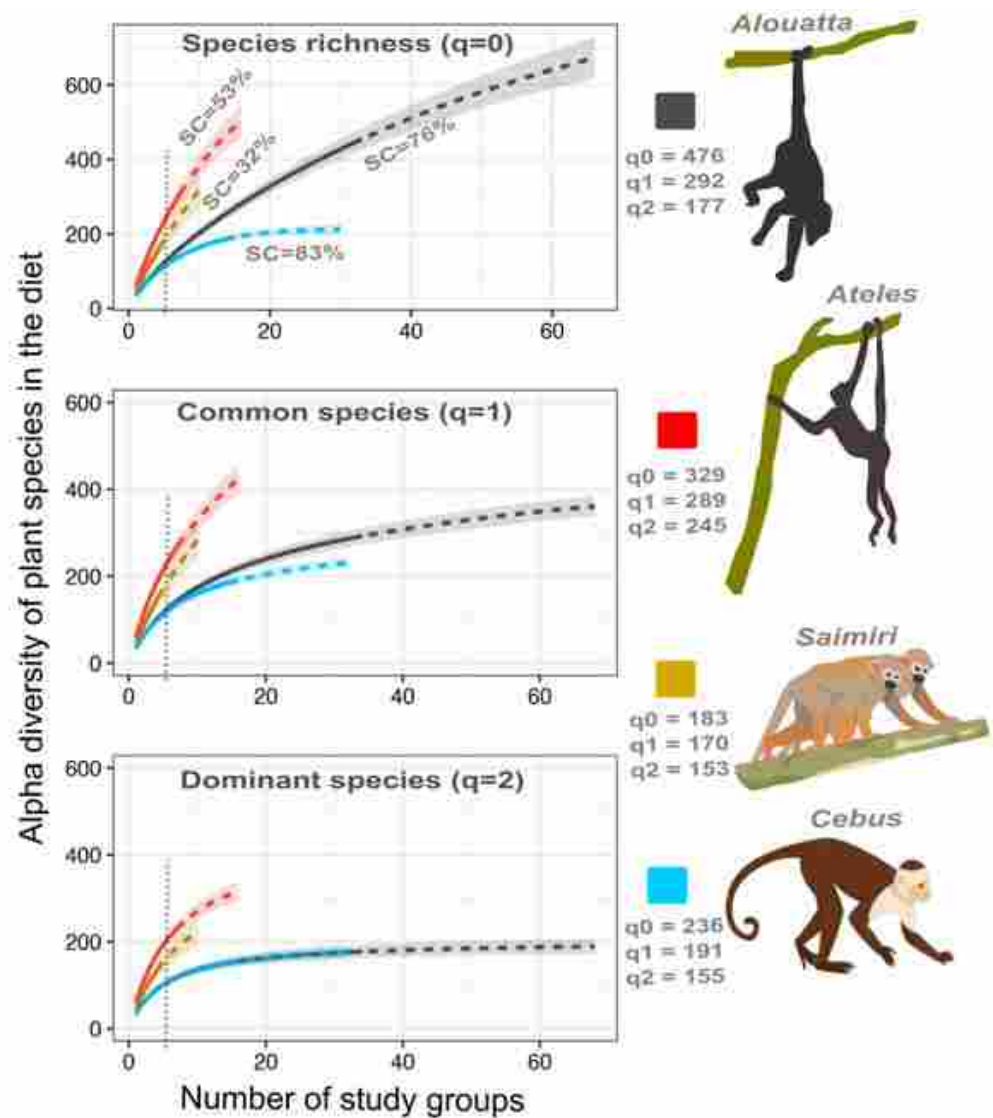 Alpha diversity of plant species in the diet
Species richness (q=0)
600
400
200
0
SC=53%
SC=32%
SC=76%
SC=83%
0 20 40 60
Common species (q=1)
600
400
200
0
0 20 40 60
Dominant species (q=2)
600
400
200
0
0 20 40 60
Number of study groups
Alouatta
q0 = 476
q1 = 292
q2 = 177
Ateles
q0 = 329
q1 = 289
q2 = 245
Saimiri
q0 = 183
q1 = 170
q2 = 153
Cebus
q0 = 236
q1 = 191
q2 = 155